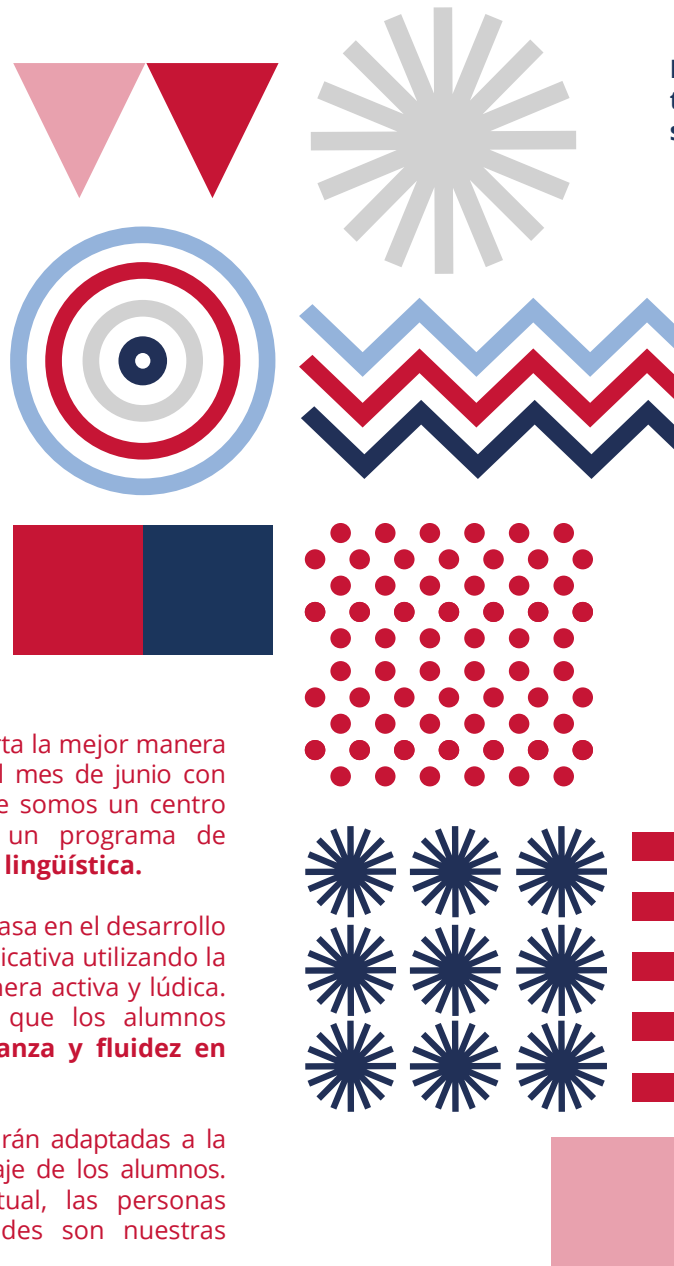 rta la mejor manera
l mes de junio con
e somos un centro
un programa de
lingüística.
asa en el desarrollo
icativa utilizando la
nera activa y lúdica.
que los alumnos
anza y fluidez en
rán adaptadas a la
aje de los alumnos.
tual, las personas
des son nuestras